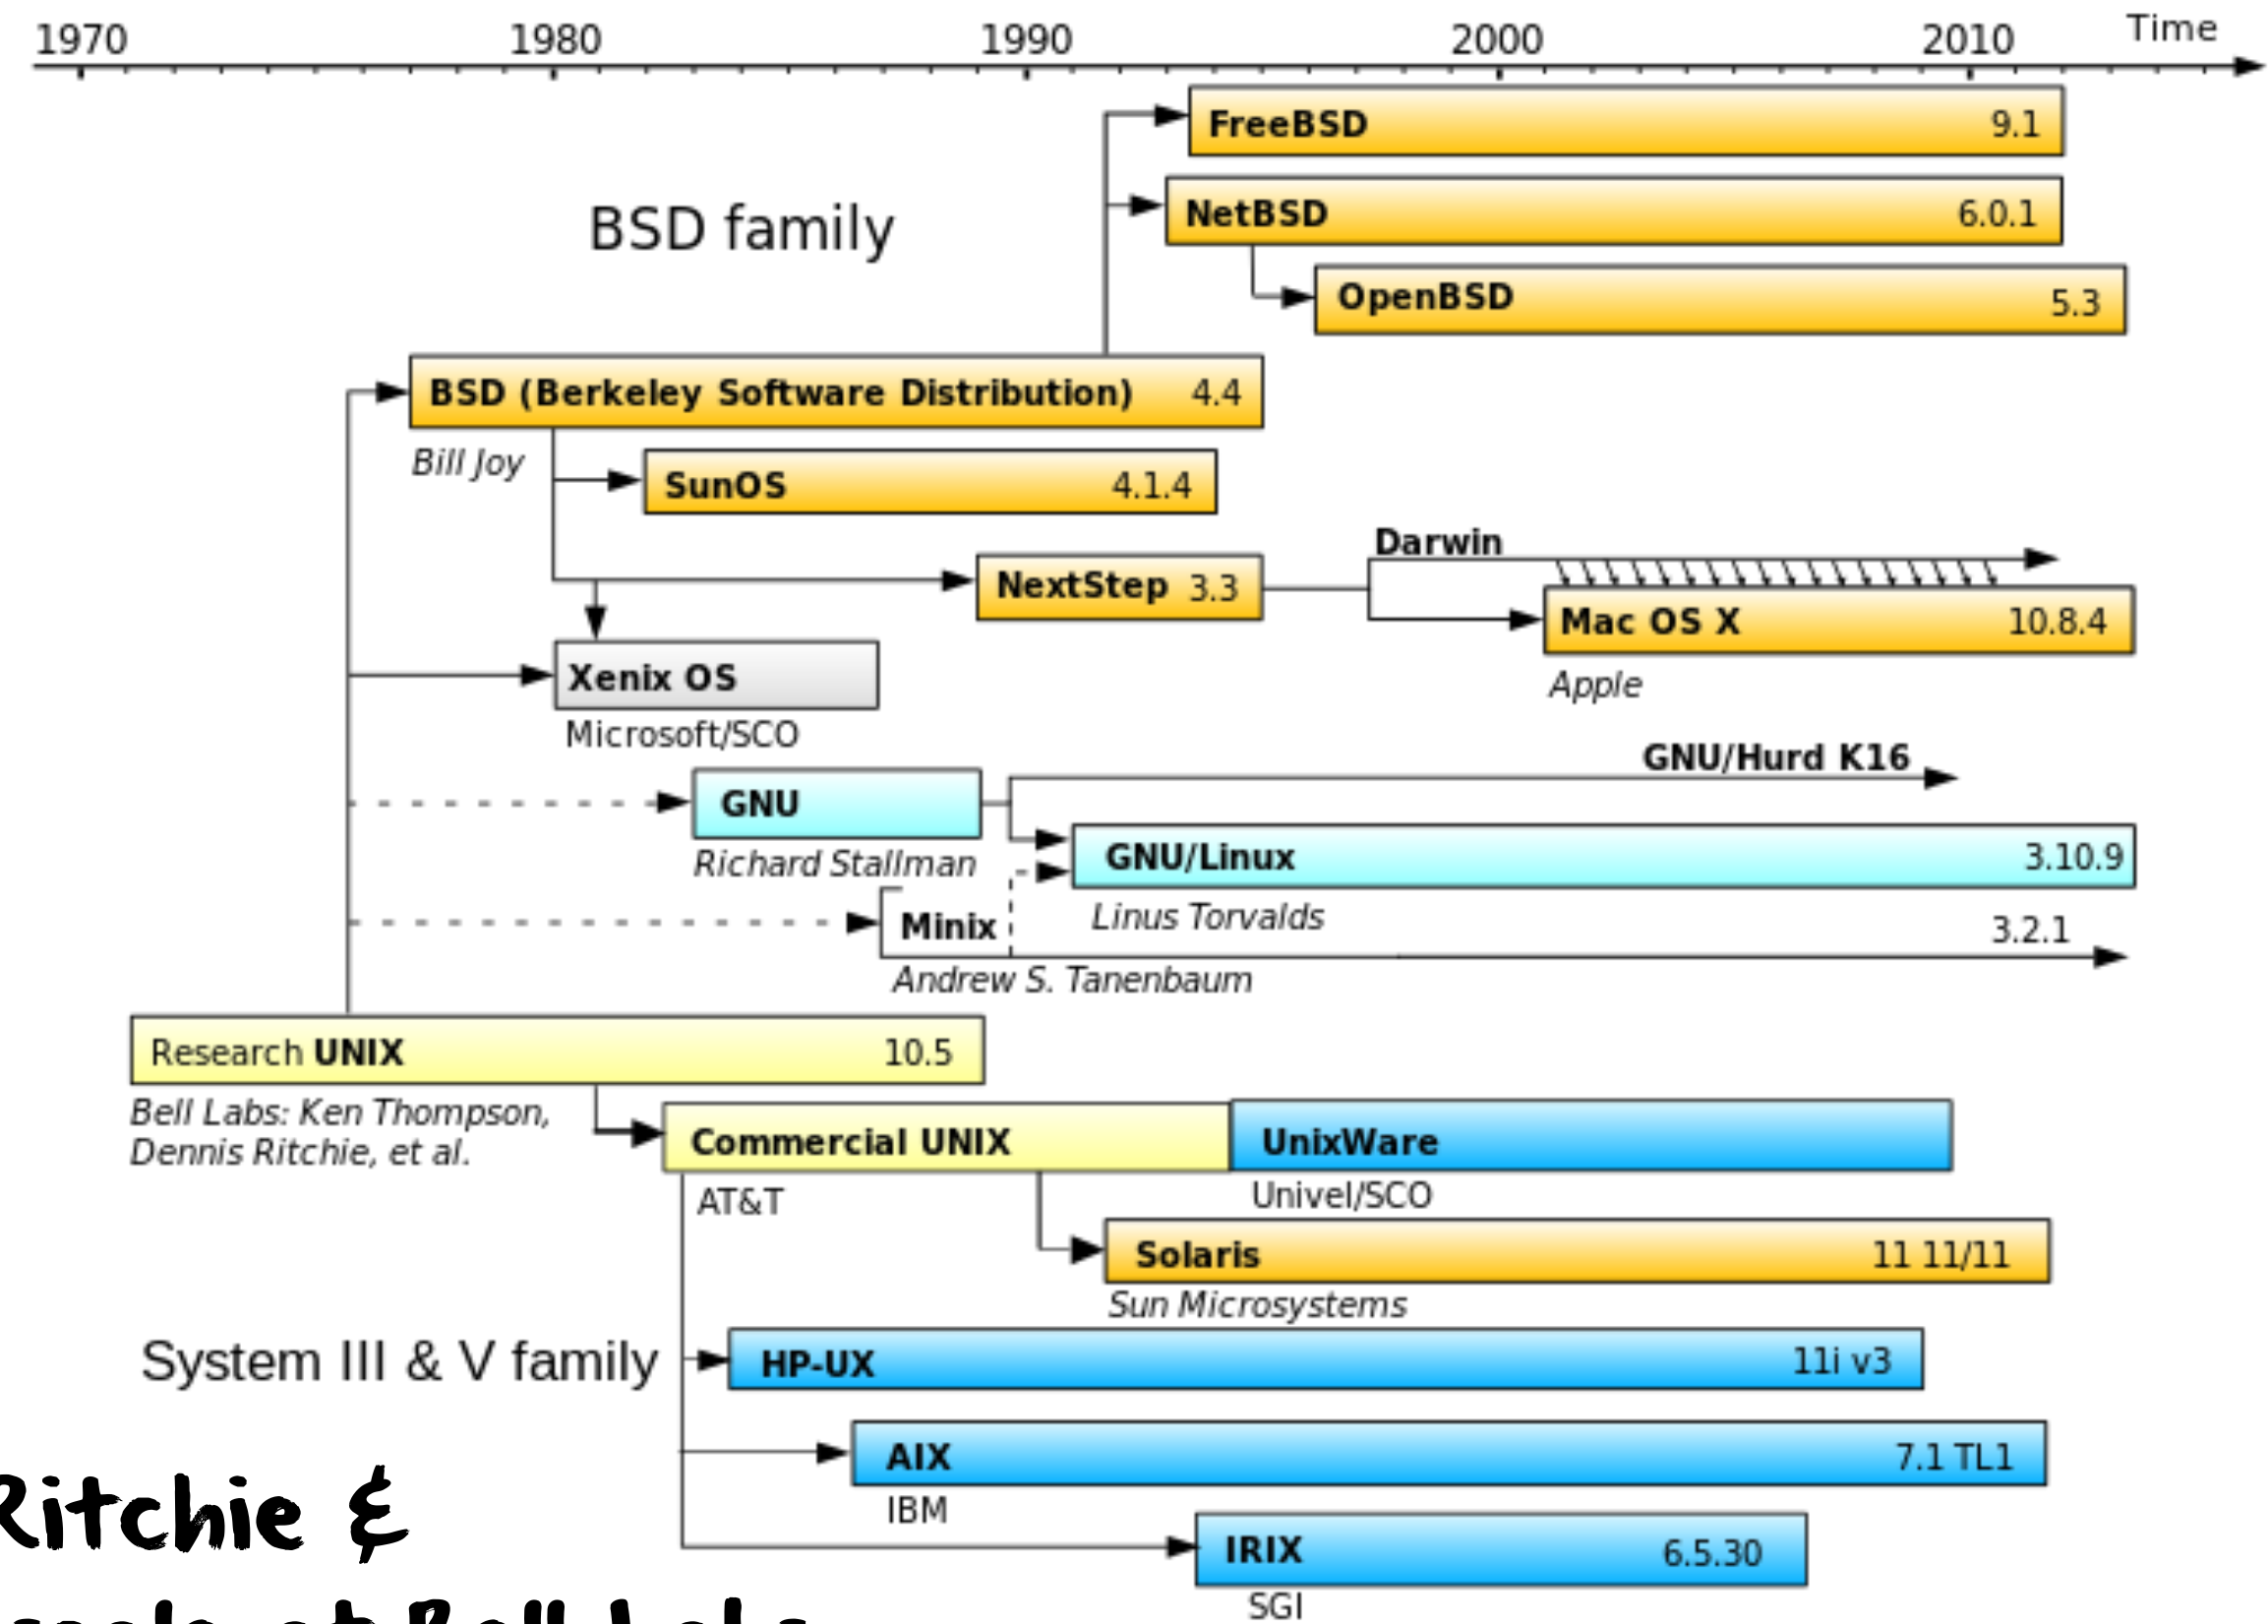 1970 1980 1990 2000 2010 Time
FreeBSD 9.1
BSD family
NetBSD 6.0.1
OpenBSD 5.3
BSD (Berkeley Software Distribution) 4.4
Bill Joy
SunOS 4.1.4
Darwin
NextStep 3.3
Mac OS X 10.8.4
Apple
Xenix OS
Microsoft/SCO
GNU/Hurd K16
GNU
Richard Stallman
GNU/Linux 3.10.9
Linus Torvalds
Minix 3.2.1
Andrew S. Tanenbaum
Research UNIX 10.5
Bell Labs: Ken Thompson,
Dennis Ritchie, et al.
Commercial UNIX UnixWare
AT&T Univel/SCO
Solaris 11 11/11
Sun Microsystems
System III & V family
HP-UX 11i v3
AIX 7.1 TL1
IBM
IRIX 6.5.30
SGI
Ritchie &
at Bell Labs